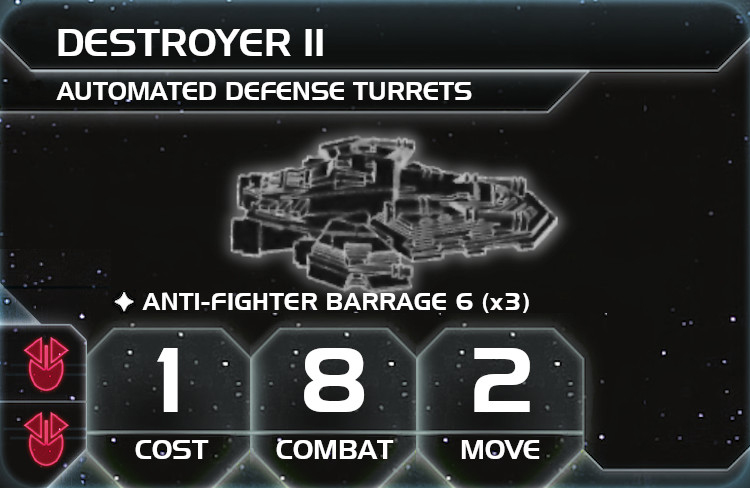 DESTROYER II
AUTOMATED DEFENSE TURRETS
ANTI-FIGHTER BARRAGE 6 (x3)
1 8 2
COST COMBAT MOVE